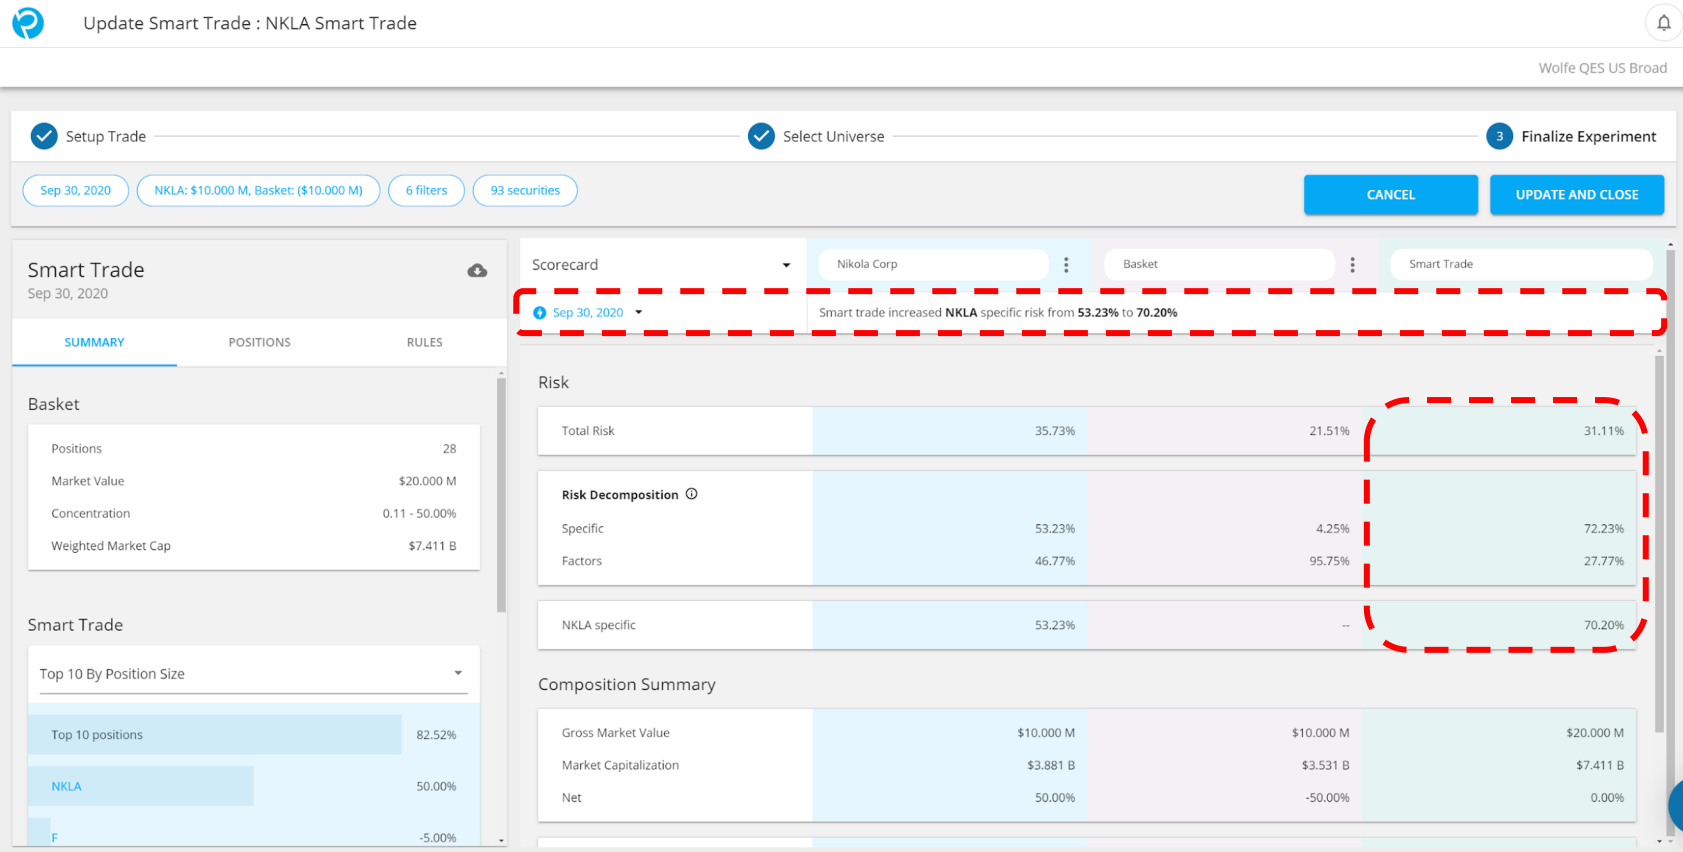 Update Smart Trade : NKLA Smart Trade
Wolfe QES US Broad
Setup Trade
Select Universe
3 Finalize Experiment
Sep 30, 2020
NKLA: $10.000 M, Basket: ($10.000 M)
6 filters
93 securities
CANCEL
UPDATE AND CLOSE
Smart Trade
Sep 30, 2020
SUMMARY POSITIONS RULES
Basket
Positions 28
Market Value $20.000 M
Concentration 0.11 - 50.00%
Weighted Market Cap $7.411 B
Smart Trade
Top 10 By Position Size
Top 10 positions 82.52%
NKLA 50.00%
F -5.00%
Scorecard Nikola Corp Basket Smart Trade
Sep 30, 2020 Smart trade increased NKLA specific risk from 53.23% to 70.20%
Risk
Total Risk 35.73% 21.51% 31.11%
Risk Decomposition
Specific 53.23% 4.25% 72.23%
Factors 46.77% 95.75% 27.77%
NKLA specific 53.23% -- 70.20%
Composition Summary
Gross Market Value $10.000 M $10.000 M $20.000 M
Market Capitalization $3.881 B $3.531 B $7.411 B
Net 50.00% -50.00% 0.00%